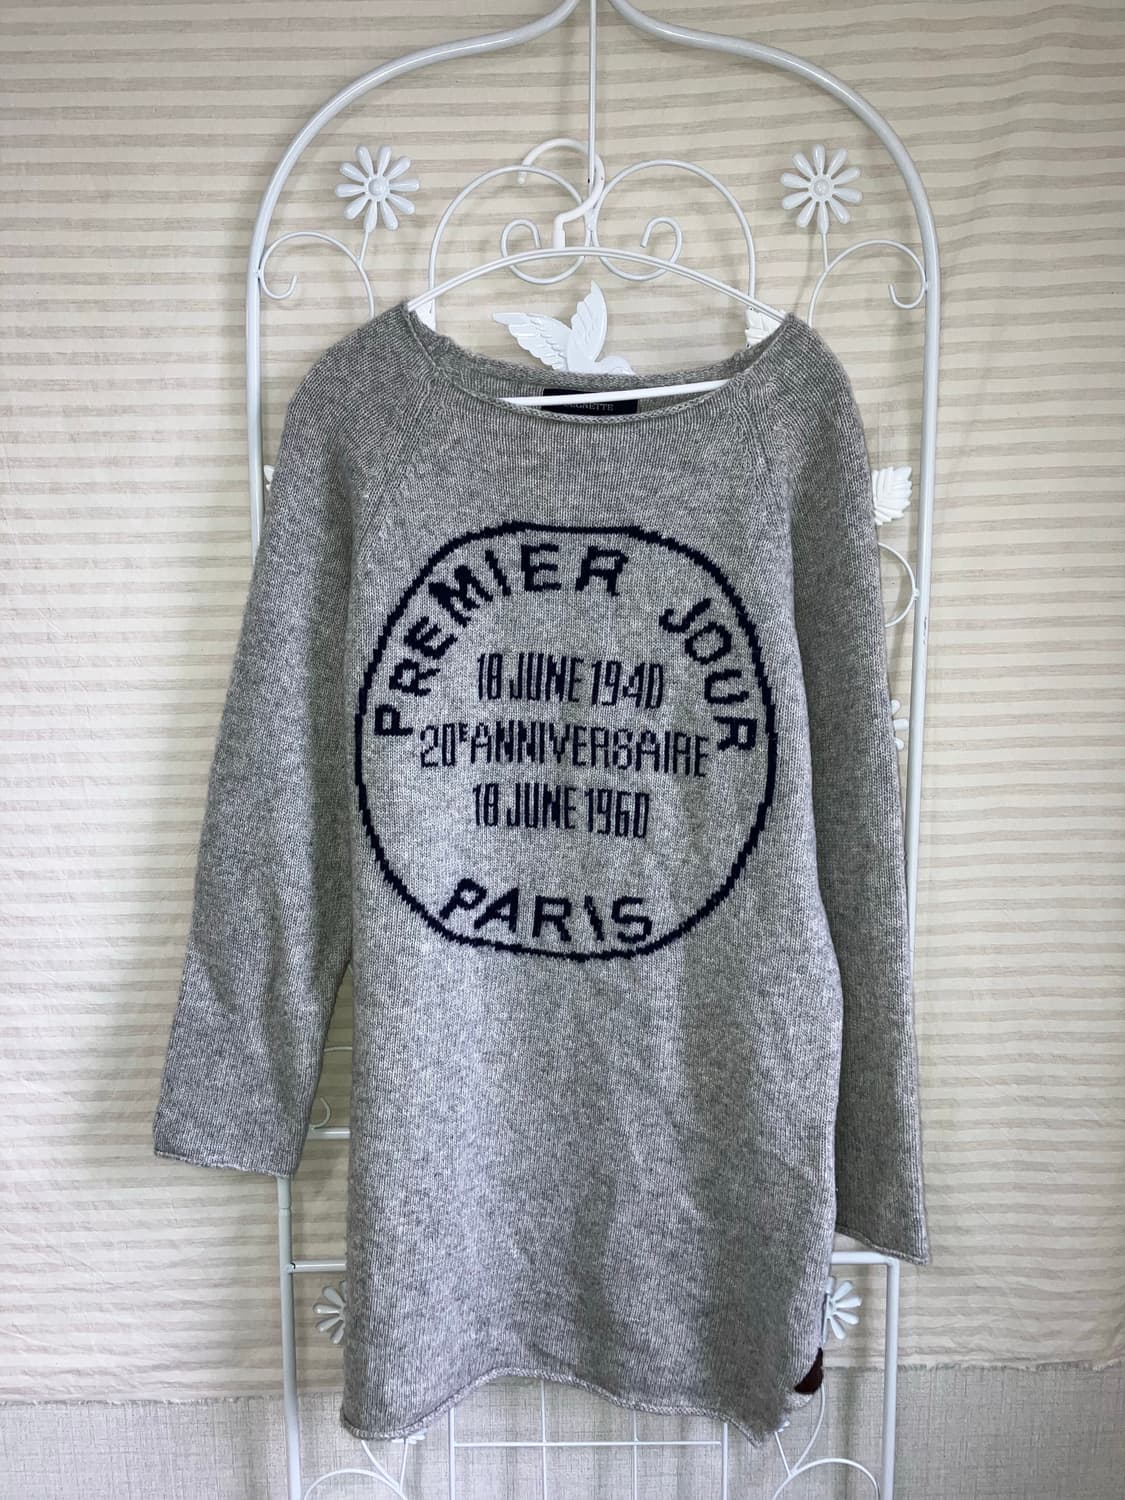 PREMIER JOUR
18 JUNE 1940
20E ANNIVERSAIRE
18 JUNE 1960
PARIS